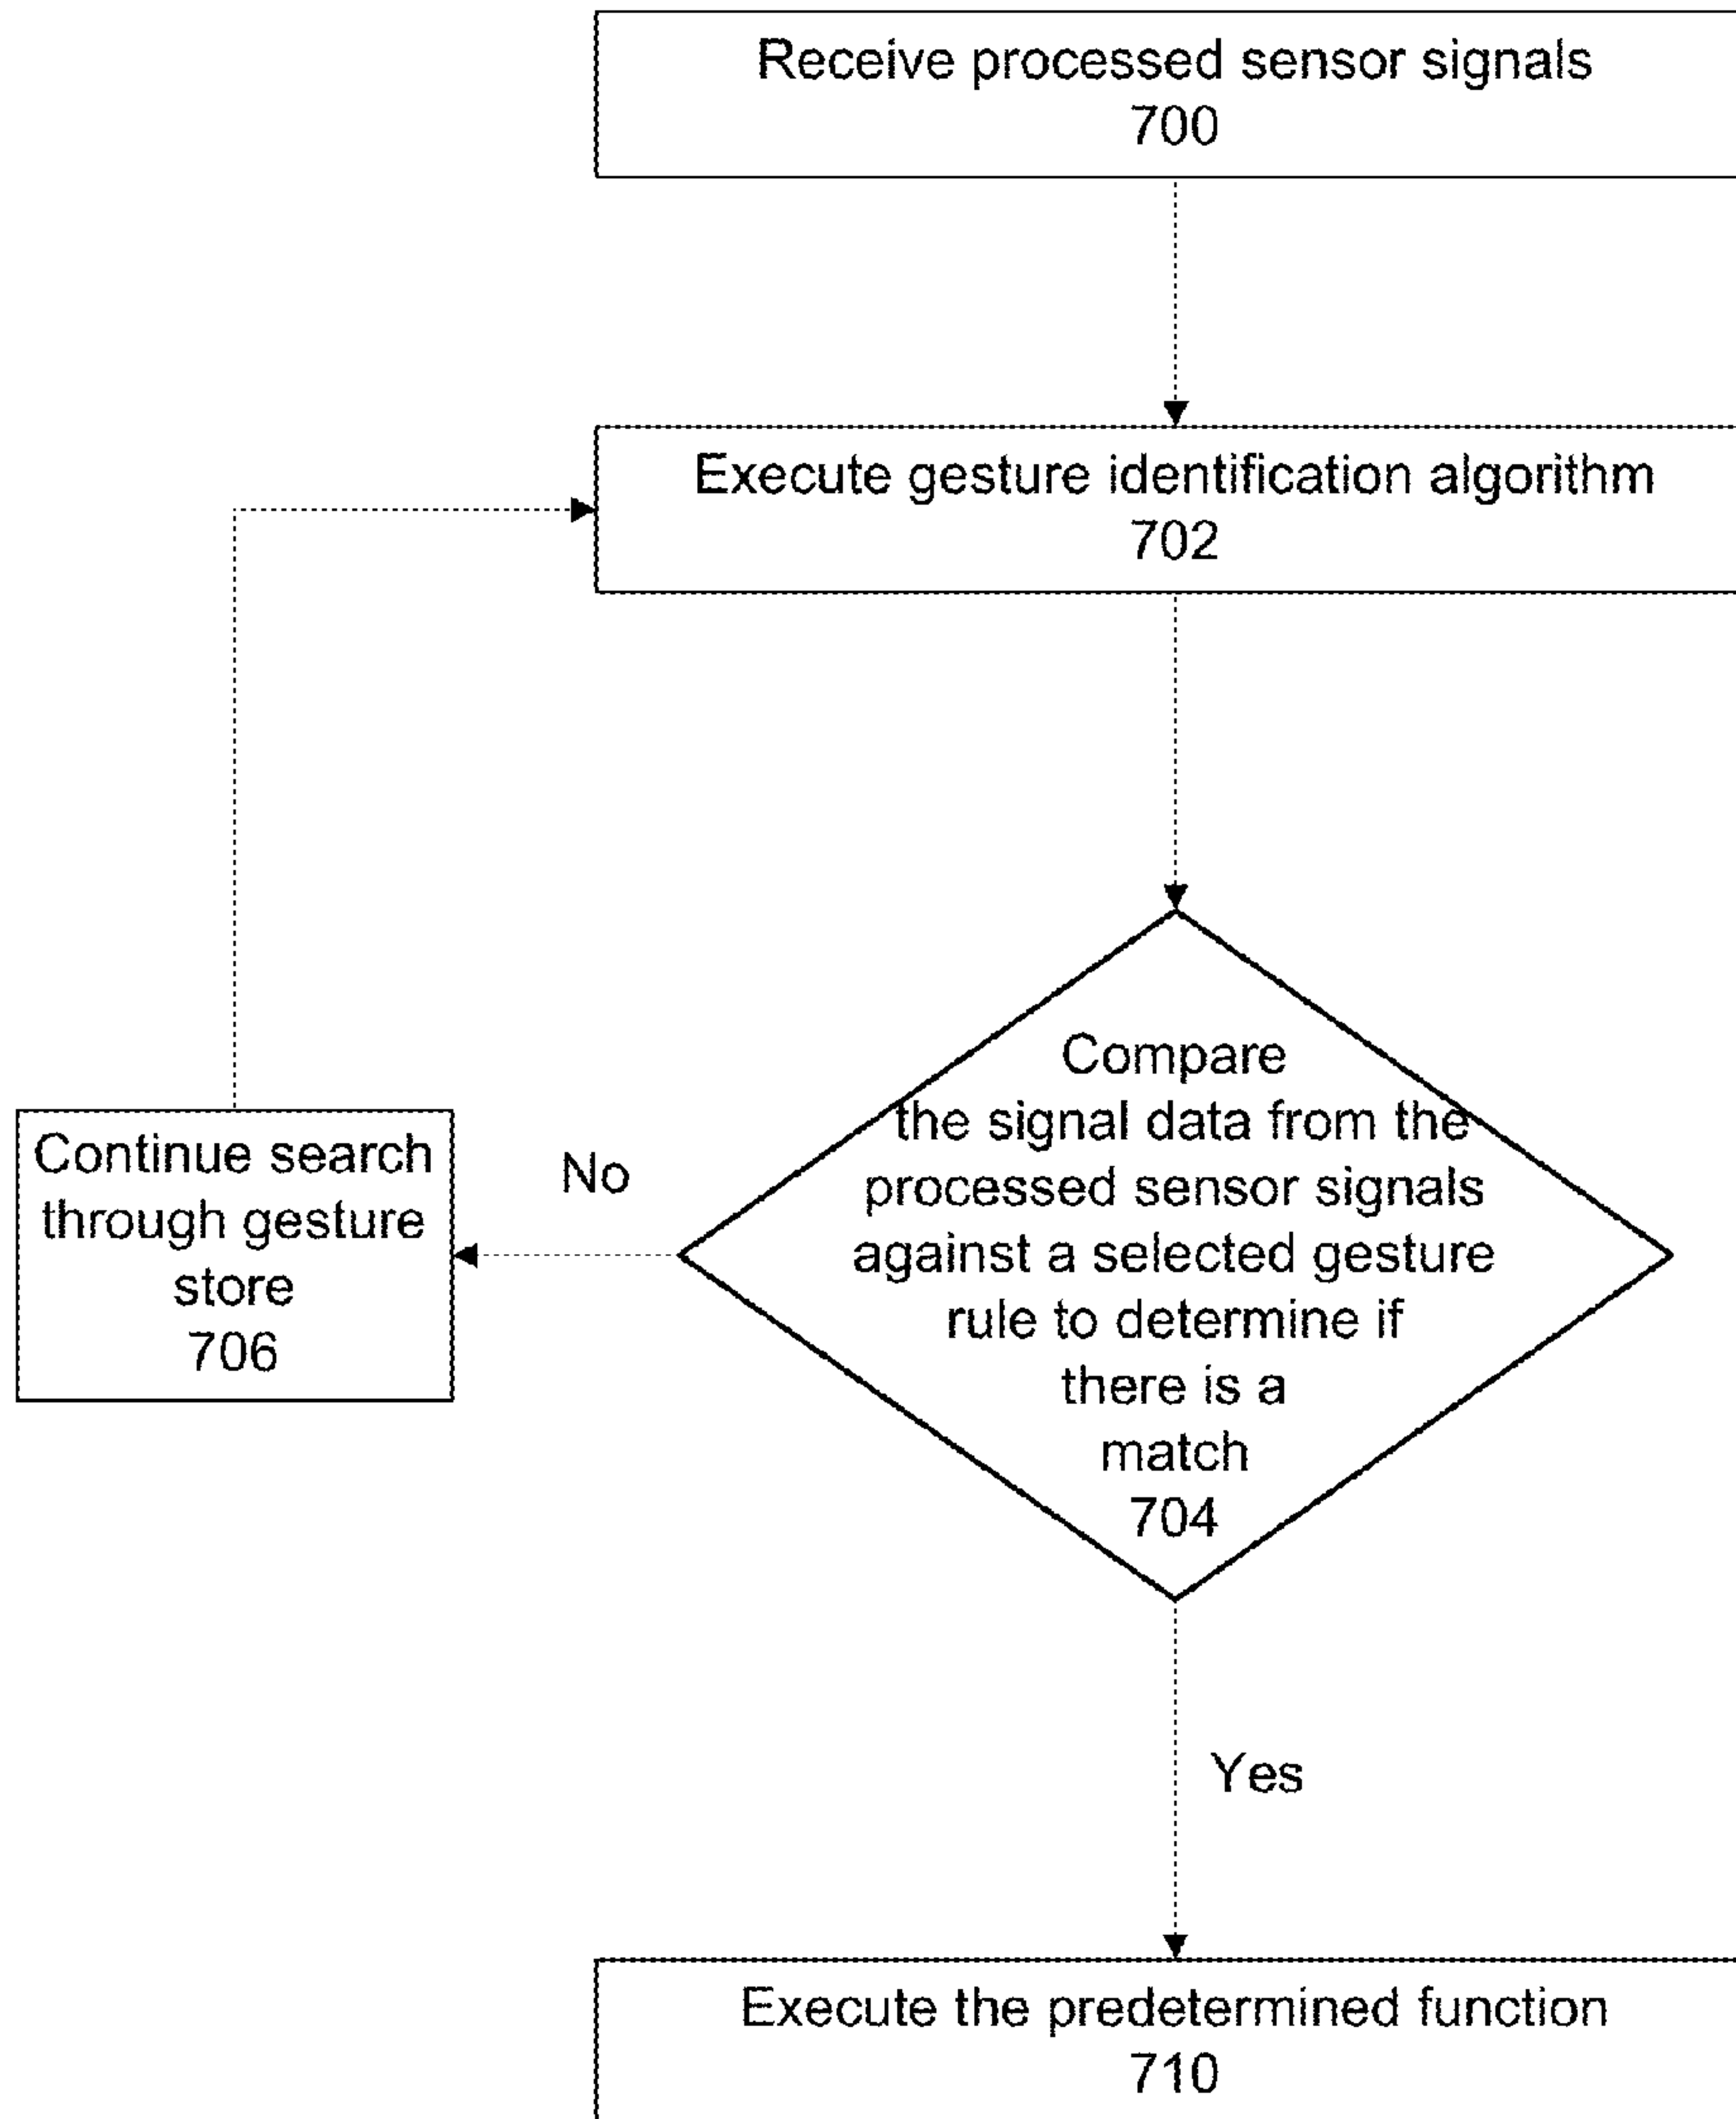 Receive processed sensor signals
700
Execute gesture identification algorithm
702
Compare
the signal data from the
processed sensor signals
against a selected gesture
rule to determine if
there is a
match
704
No
Continue search
through gesture
store
706
Yes
Execute the predetermined function
710